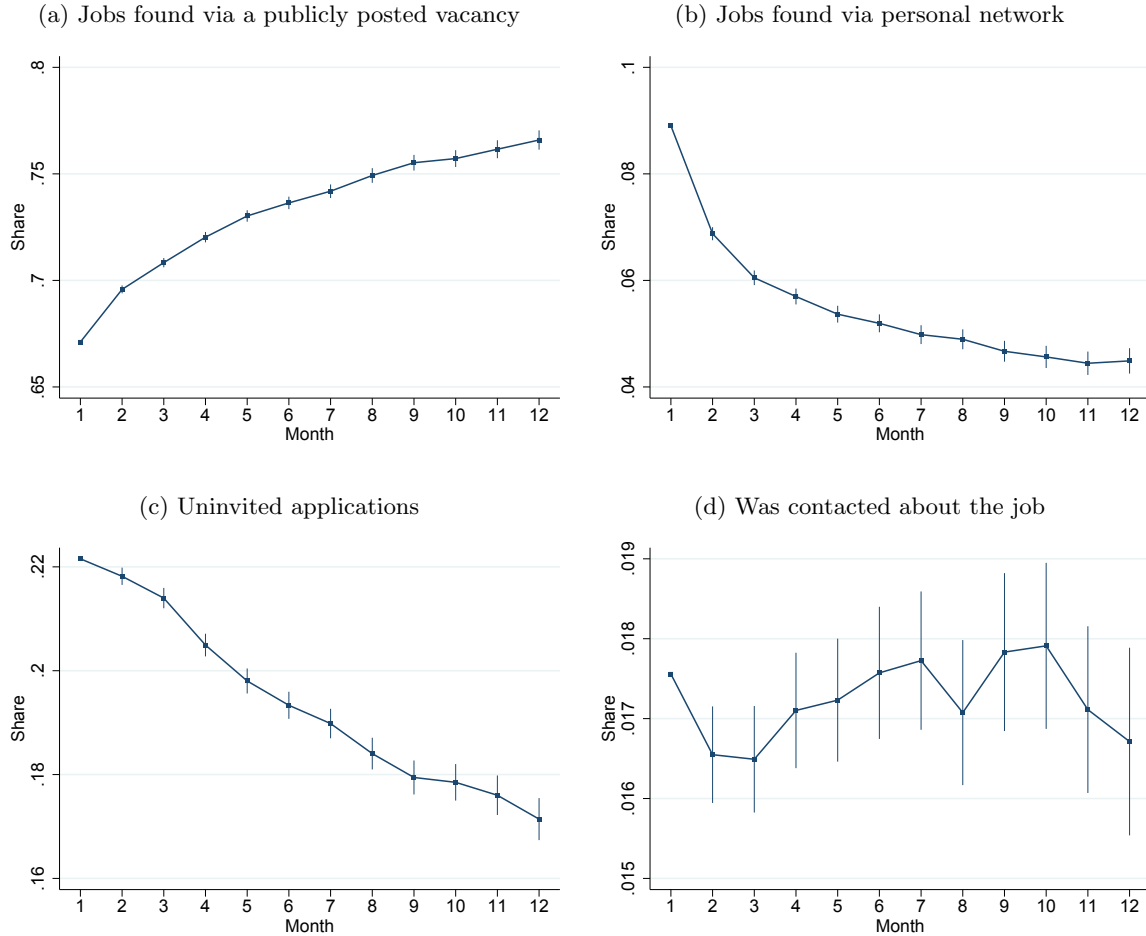 (a) Jobs found via a publicly posted vacancy
.8
.75
.7
.65
Share
1 2 3 4 5 6 7 8 9 10 11 12
Month
(b) Jobs found via personal network
.1
.08
.06
.04
Share
1 2 3 4 5 6 7 8 9 10 11 12
Month
(c) Uninvited applications
.22
.2
.18
.16
Share
1 2 3 4 5 6 7 8 9 10 11 12
Month
(d) Was contacted about the job
.019
.018
.017
.016
.015
Share
1 2 3 4 5 6 7 8 9 10 11 12
Month